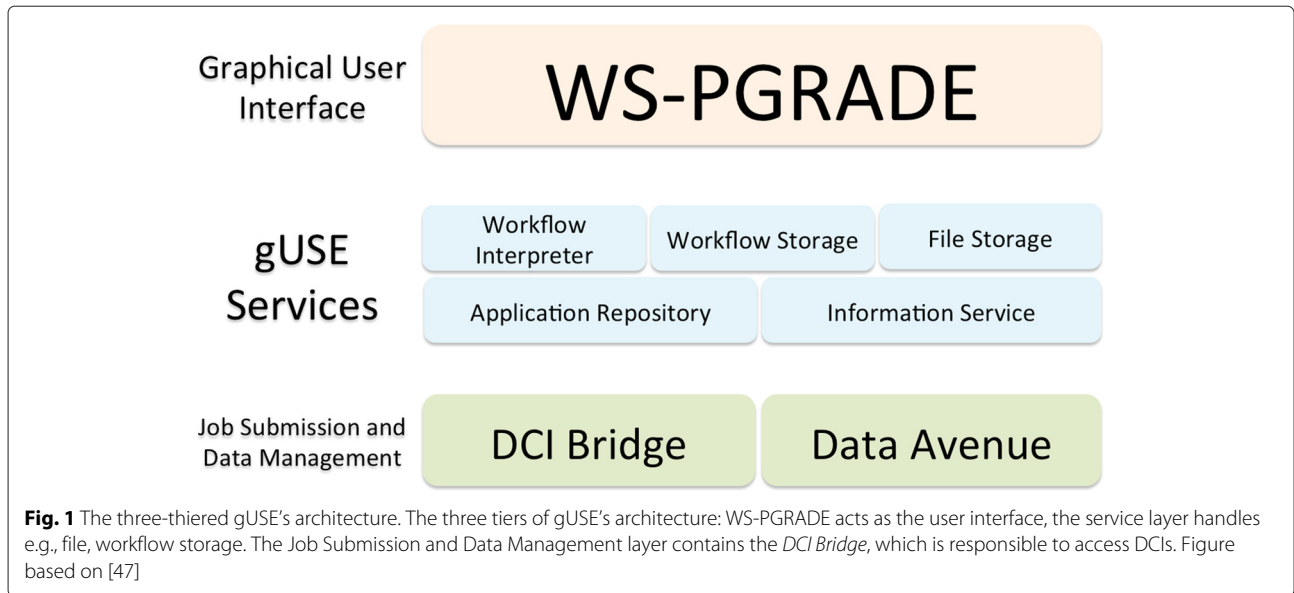 Graphical User
Interface
WS-PGRADE
gUSE
Services
Workflow
Interpreter
Workflow Storage
File Storage
Application Repository
Information Service
Job Submission and
Data Management
DCI Bridge
Data Avenue
Fig. 1 The three-thiered gUSE's architecture. The three tiers of gUSE's architecture: WS-PGRADE acts as the user interface, the service layer handles
e.g., file, workflow storage. The Job Submission and Data Management layer contains the DCI Bridge, which is responsible to access DCIs. Figure
based on [47]